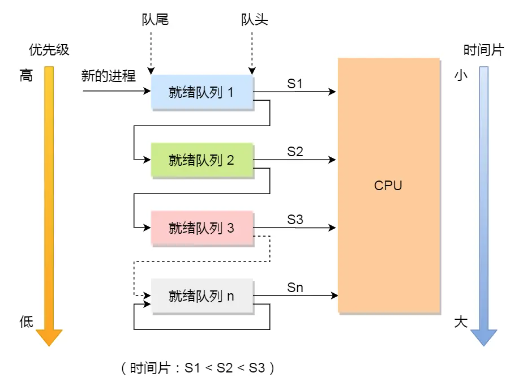 队尾
队头
优先级
时间片
高
新的进程
就绪队列 1
S1
小
就绪队列 2
S2
CPU
就绪队列 3
S3
就绪队列 n
Sn
低
大
（时间片：S1 < S2 < S3）